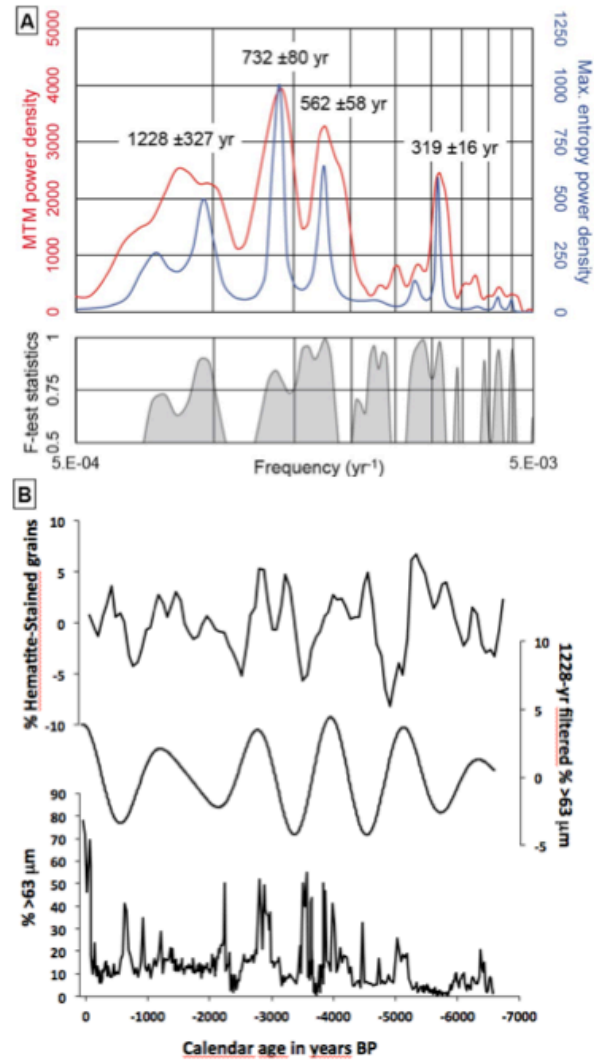 A
5000
4000
3000
2000
1000
0
MTM power density
1250
1000
750
500
250
0
Max. entropy power density
732 ±80 yr
562 ±58 yr
1228 ±327 yr
319 ±16 yr
F-test statistics
1
0.75
0.5
5.E-04
Frequency (yr-1)
5.E-03
B
% Hematite-Stained grains
10
5
0
-5
-10
1228-yr filtered % >63 µm
10
5
0
-5
% >63 µm
90
80
70
60
50
40
30
20
10
0
0 -1000 -2000 -3000 -4000 -5000 -6000 -7000
Calendar age in years BP